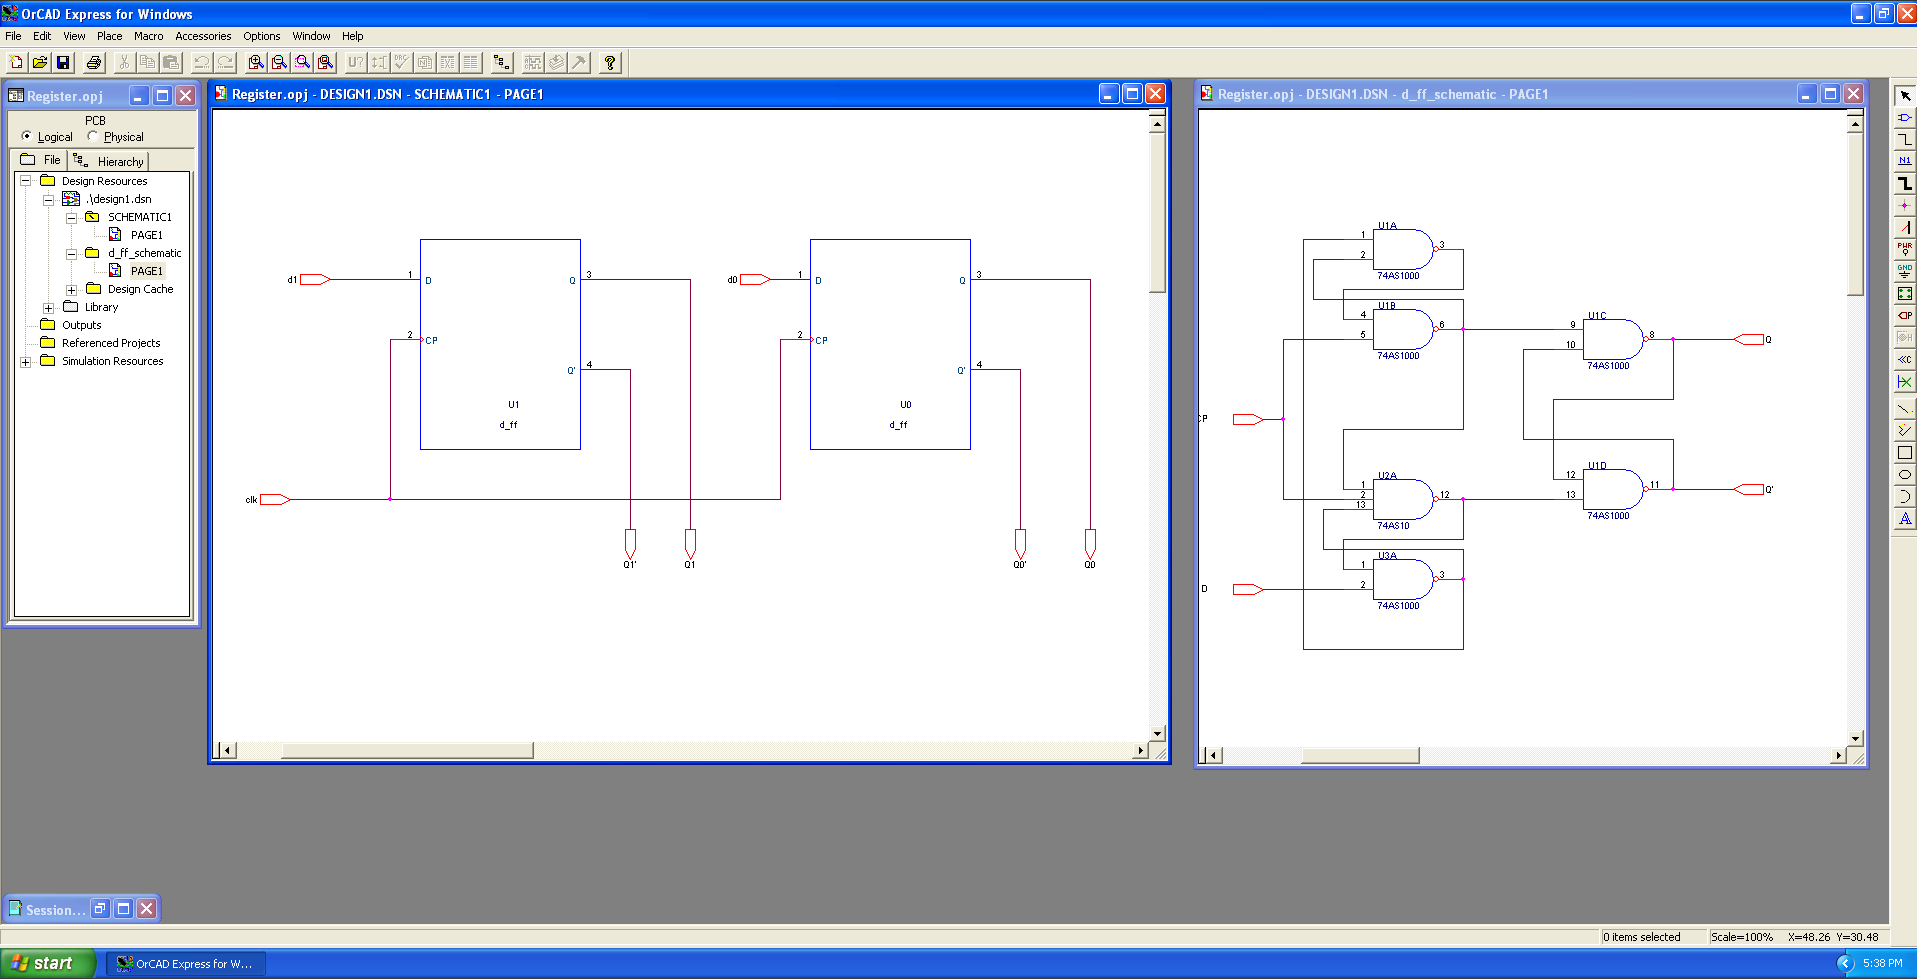 OrCAD Express for Windows
File Edit View Place Macro Accessories Options Window Help
U?
DRC
Register.opj
PCB
Logical Physical
File Hierarchy
Design Resources
.\design1.dsn
SCHEMATIC1
PAGE1
d_ff_schematic
PAGE1
Design Cache
Library
Outputs
Referenced Projects
Simulation Resources
Register.opj - DESIGN1.DSN - SCHEMATIC1 - PAGE1
d1 1 D Q 3
2 CP
Q' 4
U1
d_ff
d0 1 D Q 3
2 CP
Q' 4
U0
d_ff
clk
Q1' Q1 Q0' Q0
Register.opj - DESIGN1.DSN - d_ff_schematic - PAGE1
U1A
1 3
2
74AS1000
U1B
4 6
5
74AS1000
U1C
9 8
10
74AS1000
Q
CP
U2A
1
2 12
13
74AS10
U1D
12 11
13
74AS1000
Q'
U3A
1 3
D 2
74AS1000
N1
PWR
GND
P
H
C
A
Session...
0 items selected Scale=100% X=48.26 Y=30.48
start OrCAD Express for W... 5:38 PM